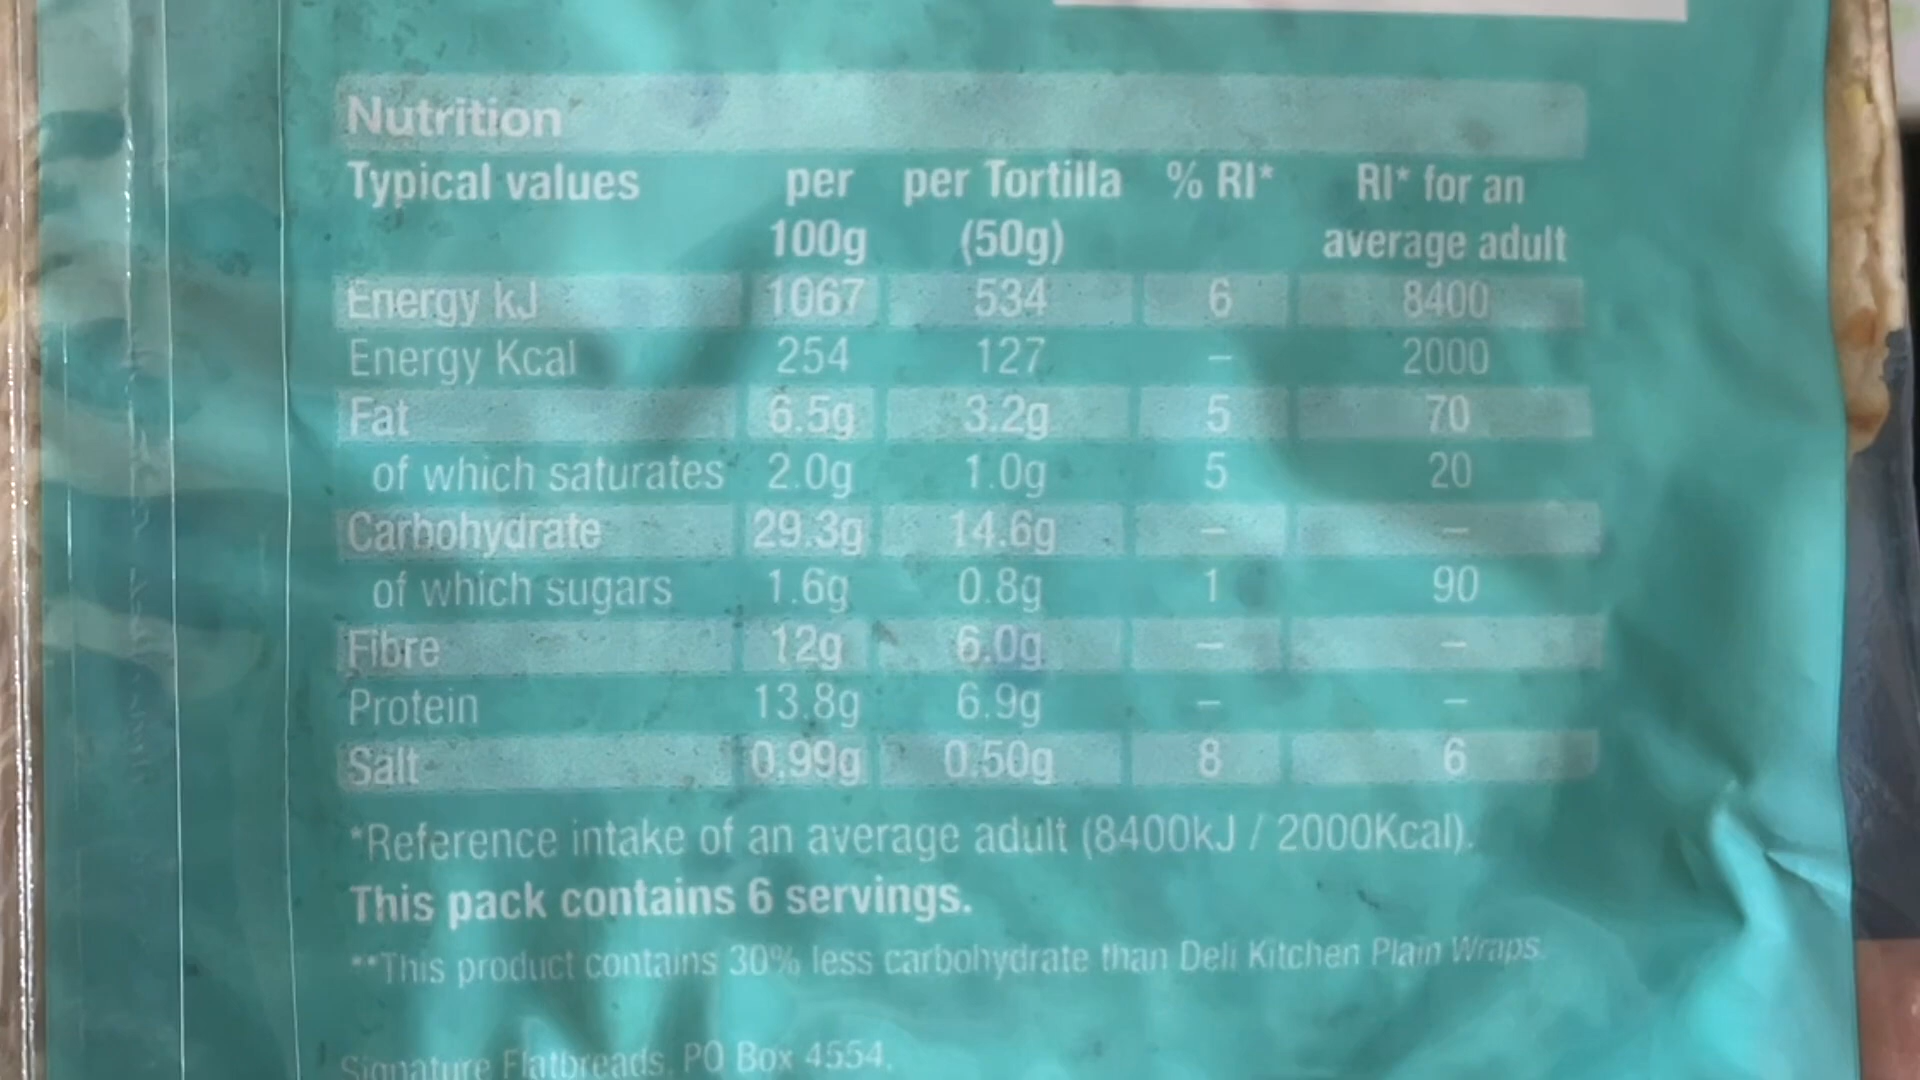 Nutrition
Typical values per 100g per Tortilla (50g) % RI* RI* for an average adult
Energy kJ 1067 534 6 8400
Energy Kcal 254 127 – 2000
Fat 6.5g 3.2g 5 70
of which saturates 2.0g 1.0g 5 20
Carbohydrate 29.3g 14.6g – –
of which sugars 1.6g 0.8g 1 90
Fibre 12g 6.0g – –
Protein 13.8g 6.9g – –
Salt 0.99g 0.50g 8 6
*Reference intake of an average adult (8400kJ / 2000Kcal).
This pack contains 6 servings.
**This product contains 30% less carbohydrate than Deli Kitchen Plain Wraps.
Signature Flatbreads, PO Box 4554,